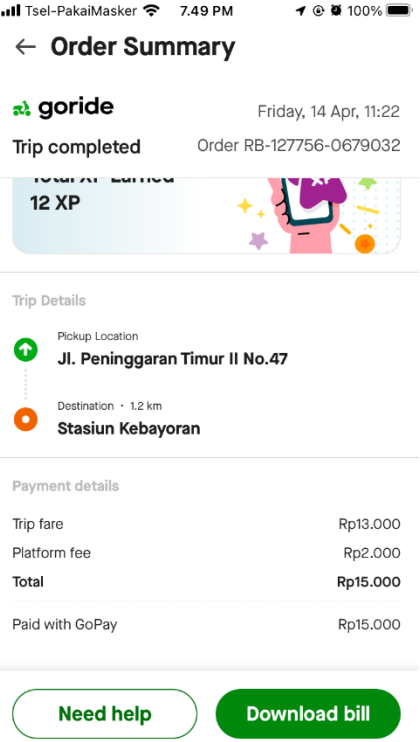 Tsel-PakaiMasker 7.49 PM 100%
← Order Summary
goride Friday, 14 Apr, 11:22
Trip completed Order RB-127756-0679032
Total XP Earned
12 XP
Trip Details
Pickup Location
Jl. Peninggaran Timur II No.47
Destination • 1.2 km
Stasiun Kebayoran
Payment details
Trip fare Rp13.000
Platform fee Rp2.000
Total Rp15.000
Paid with GoPay Rp15.000
Need help Download bill